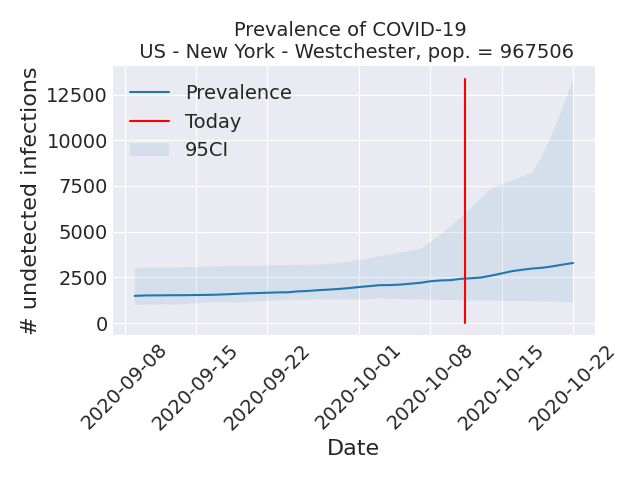 Prevalence of COVID-19
US - New York - Westchester, pop. = 967506
Prevalence
Today
95CI
# undetected infections
12500
10000
7500
5000
2500
0
2020-09-08
2020-09-15
2020-09-22
2020-10-01
2020-10-08
2020-10-15
2020-10-22
Date